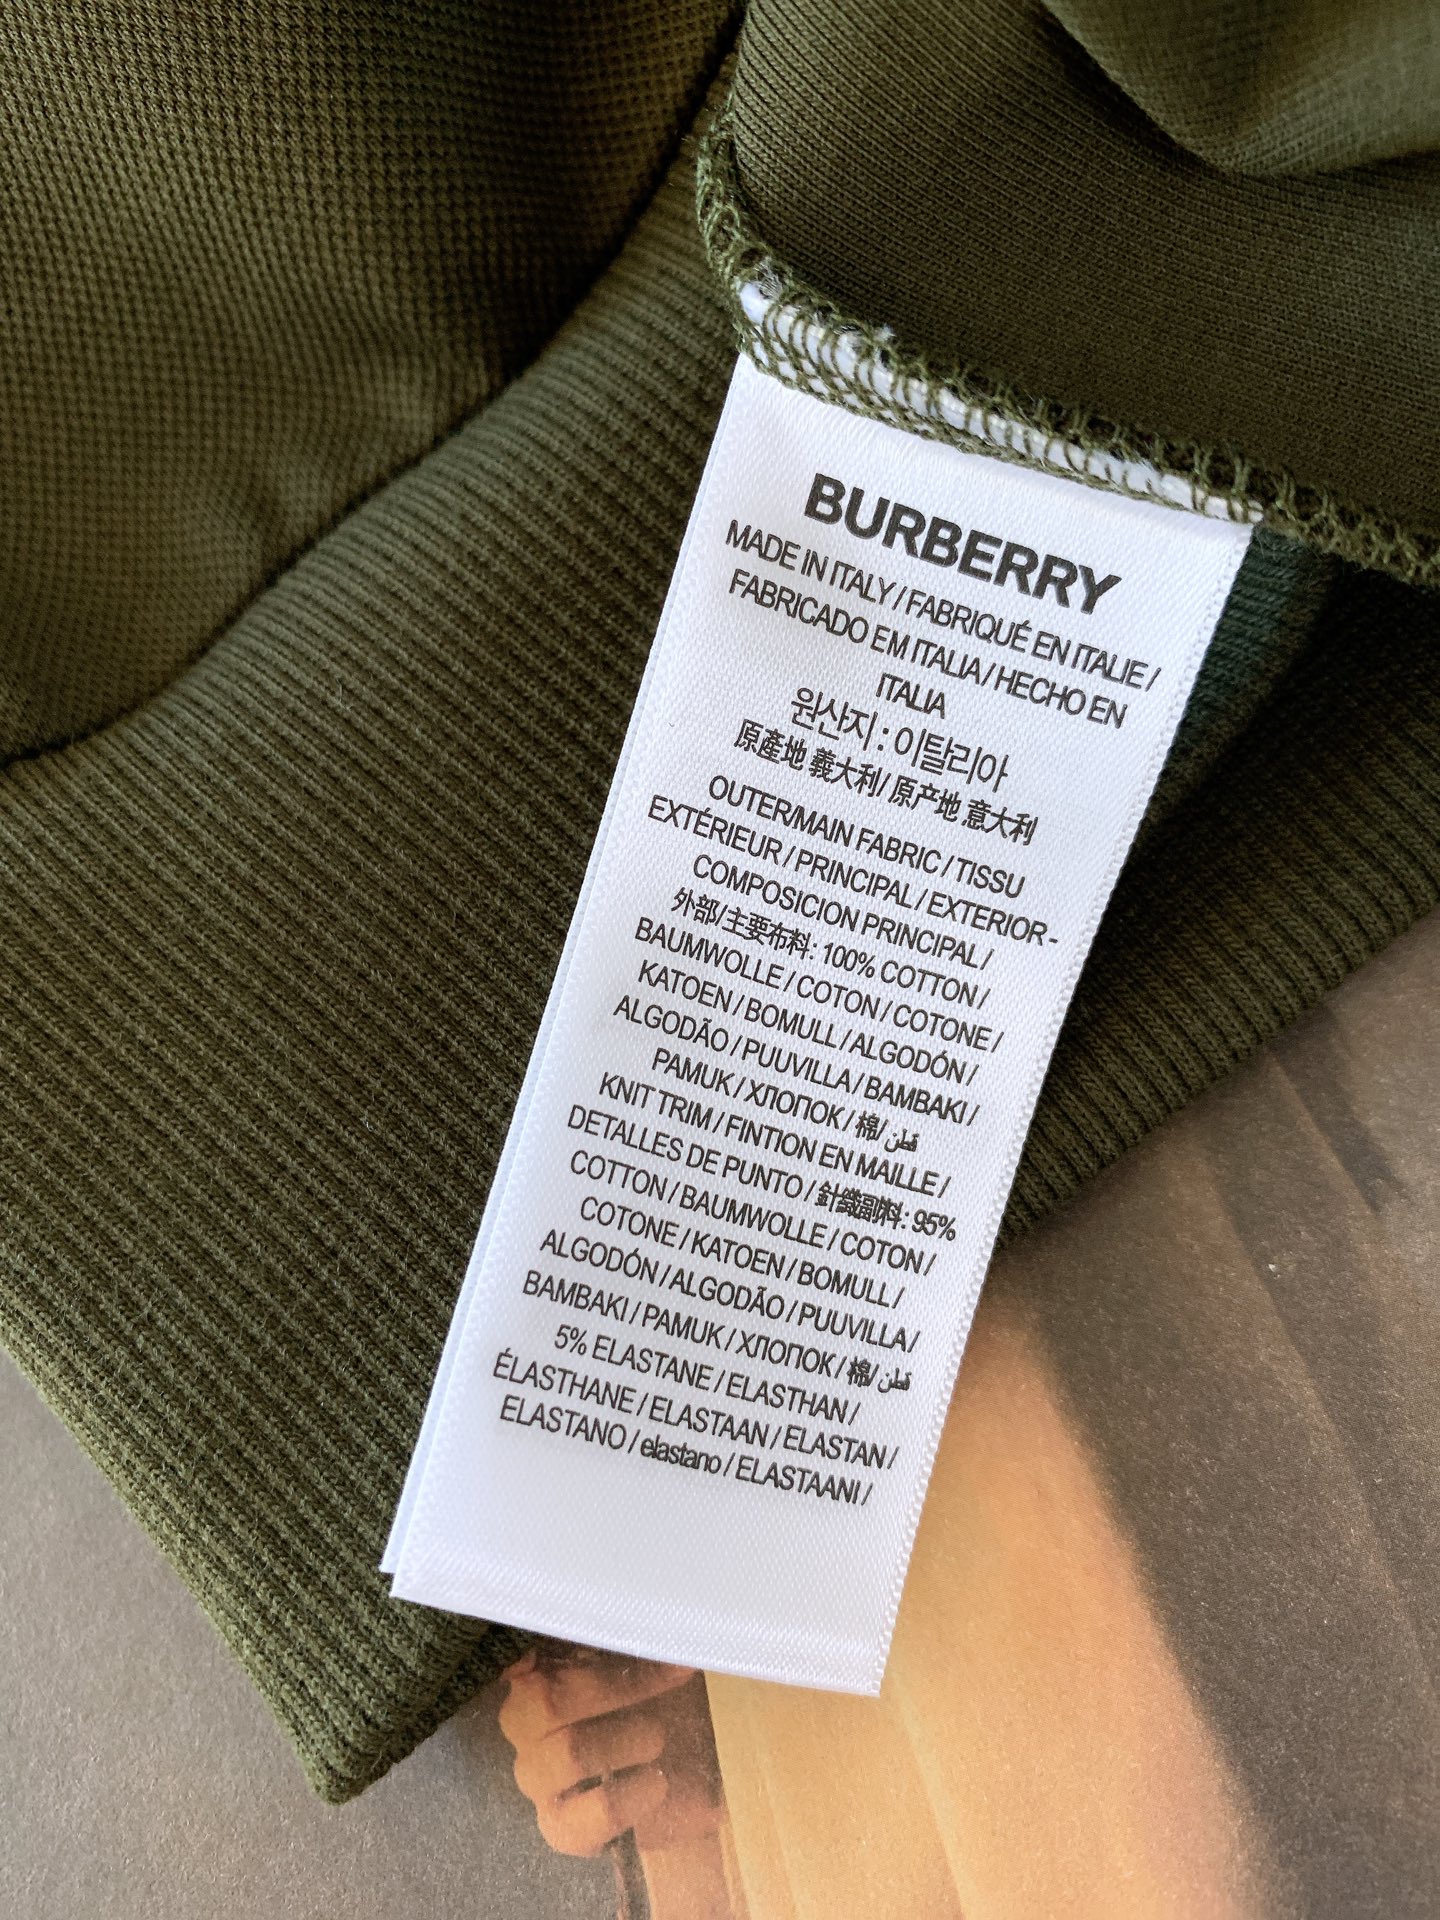 BURBERRY
MADE IN ITALY / FABRIQUÉ EN ITALIE /
FABRICADO EM ITALIA / HECHO EN
ITALIA
원산지 : 이탈리아
原產地 義大利/ 原产地 意大利
OUTER/MAIN FABRIC / TISSU
EXTÉRIEUR / PRINCIPAL / EXTERIOR-
COMPOSICION PRINCIPAL /
外部/主要布料: 100% COTTON /
BAUMWOLLE / COTON / COTONE /
KATOEN / BOMULL / ALGODÓN /
ALGODÃO / PUUVILLA / BAMBAKI /
PAMUK / ХЛОПОК / 棉/ قطن
KNIT TRIM / FINTION EN MAILLE /
DETALLES DE PUNTO / 針織副料: 95%
COTTON / BAUMWOLLE / COTON /
COTONE / KATOEN / BOMULL /
ALGODÓN / ALGODÃO / PUUVILLA /
BAMBAKI / PAMUK / ХЛОПОК / 棉/ قطن
5% ELASTANE / ELASTHAN /
ÉLASTHANE / ELASTAAN / ELASTAN /
ELASTANO / elastano / ELASTAANI /